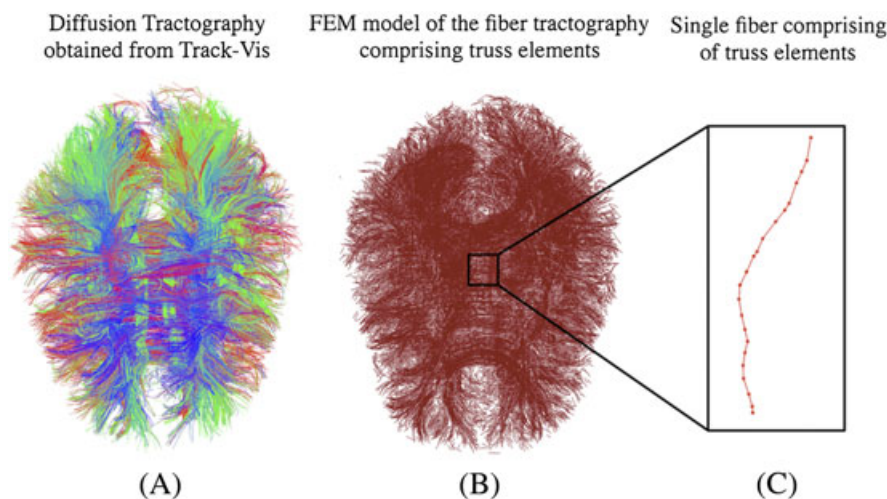 Diffusion Tractography
obtained from Track-Vis
FEM model of the fiber tractography
comprising truss elements
Single fiber comprising
of truss elements
(A)
(B)
(C)